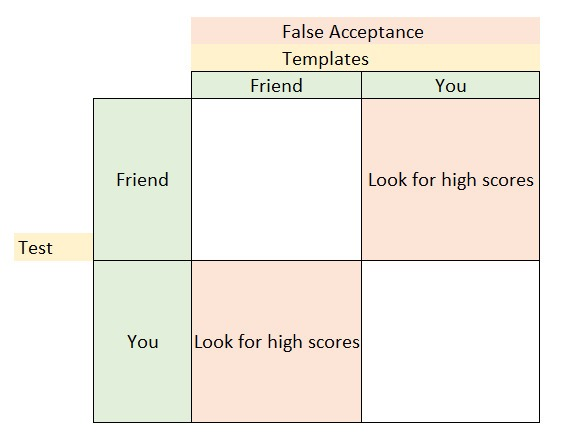 False Acceptance
Templates
Friend You
Friend Look for high scores
Test
You Look for high scores